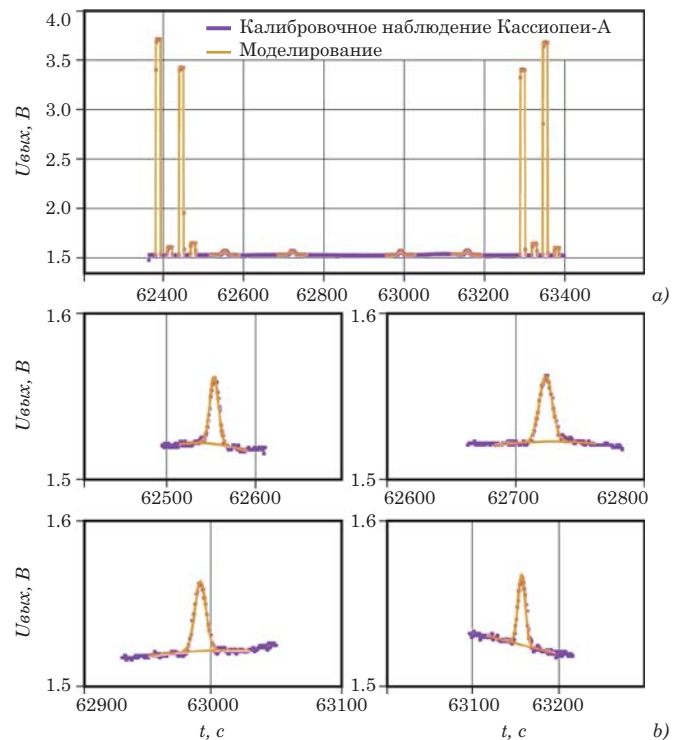 4.0
Калибровочное наблюдение Кассиопеи-А
Моделирование
3.5
3.0
2.5
2.0
1.5
Uвых, В
62400 62600 62800 63000 63200 63400
а)
1.6
1.5
Uвых, В
62500 62600
1.6
1.5
62600 62700 62800
1.6
1.5
Uвых, В
62900 63000 63100
t, с
1.6
1.5
63100 63200
t, с
b)